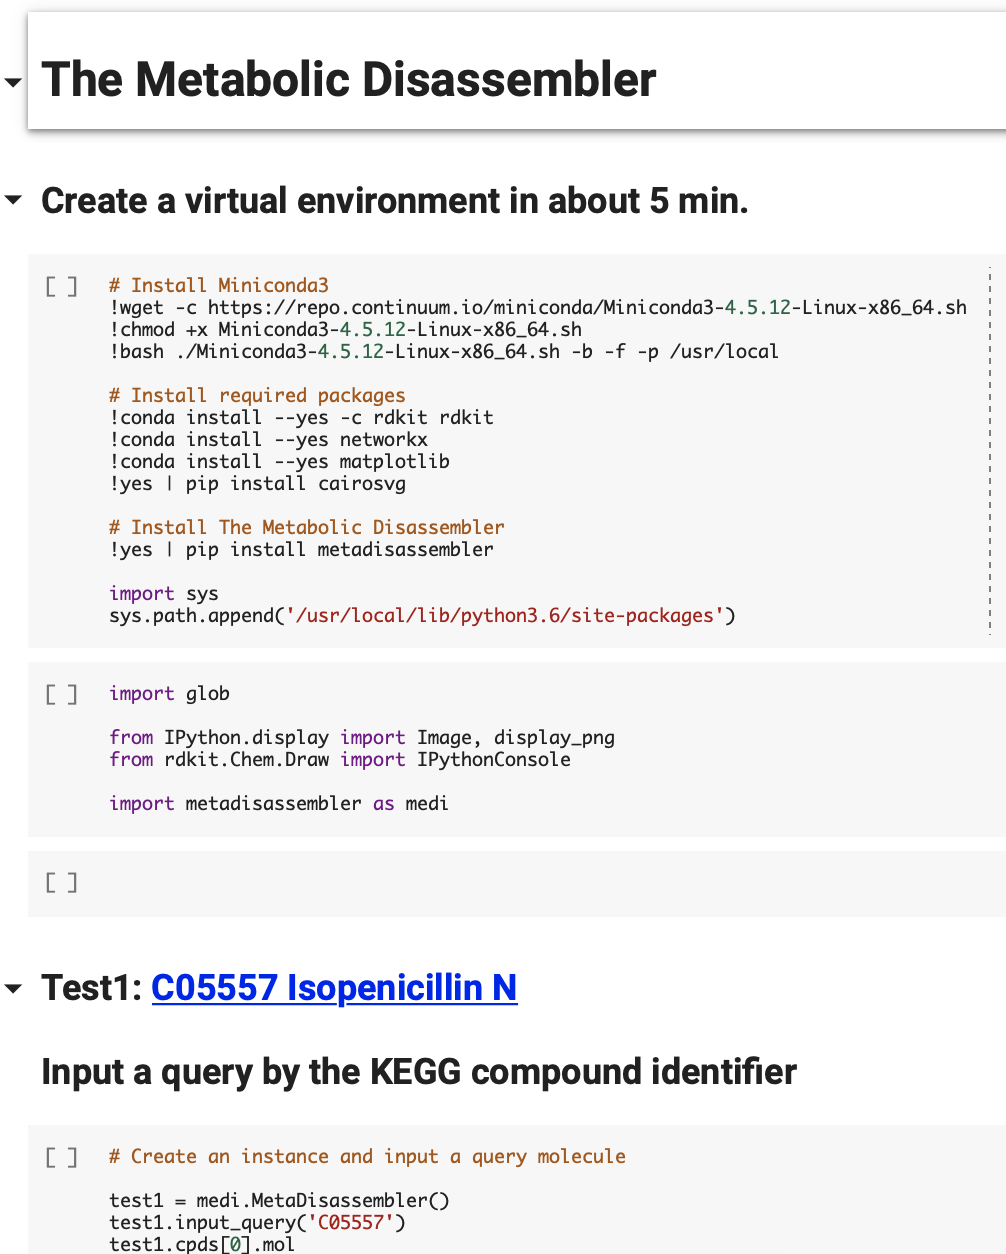 The Metabolic Disassembler
Create a virtual environment in about 5 min.
[ ] # Install Miniconda3
!wget -c https://repo.continuum.io/miniconda/Miniconda3-4.5.12-Linux-x86_64.sh
!chmod +x Miniconda3-4.5.12-Linux-x86_64.sh
!bash ./Miniconda3-4.5.12-Linux-x86_64.sh -b -f -p /usr/local
# Install required packages
!conda install --yes -c rdkit rdkit
!conda install --yes networkx
!conda install --yes matplotlib
!yes | pip install cairosvg
# Install The Metabolic Disassembler
!yes | pip install metadisassembler
import sys
sys.path.append('/usr/local/lib/python3.6/site-packages')
[ ] import glob
from IPython.display import Image, display_png
from rdkit.Chem.Draw import IPythonConsole
import metadisassembler as medi
[ ]
Test1: C05557 Isopenicillin N
Input a query by the KEGG compound identifier
[ ] # Create an instance and input a query molecule
test1 = medi.MetaDisassembler()
test1.input_query('C05557')
test1.cpds[0].mol